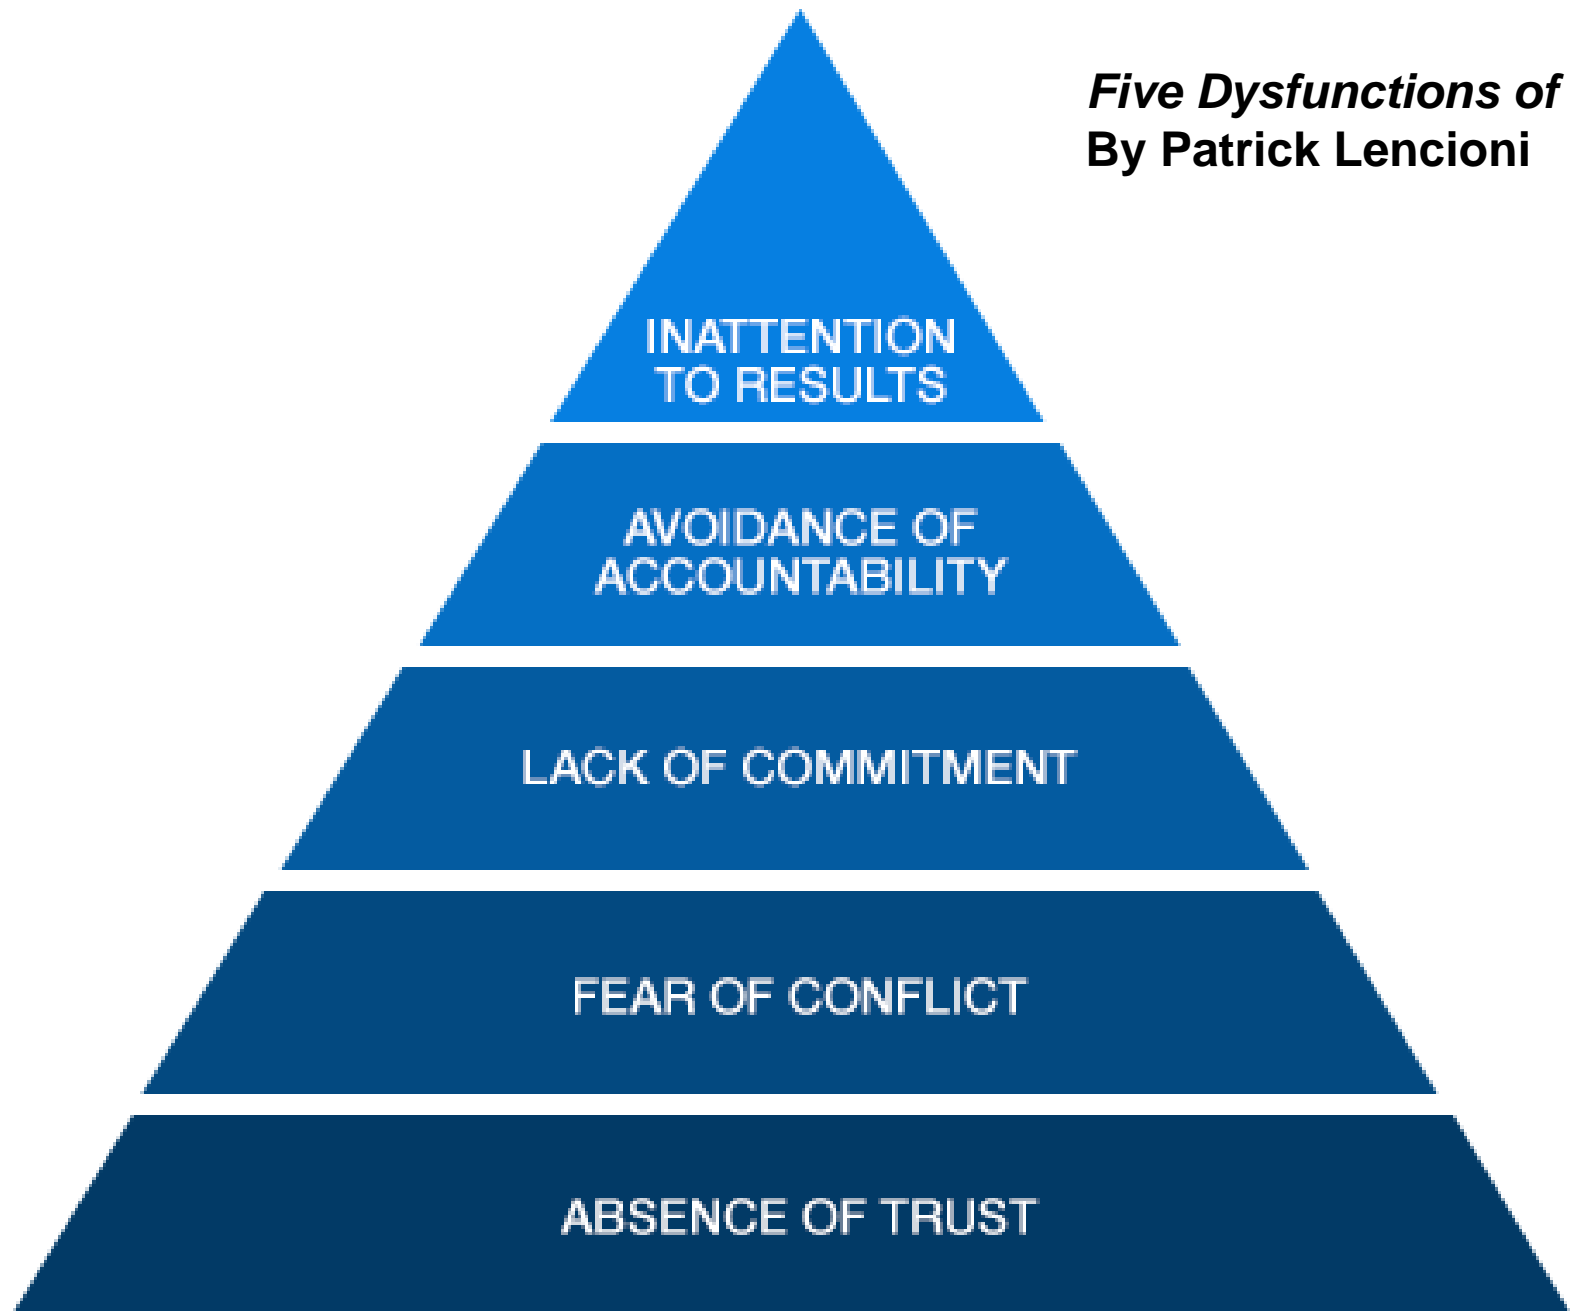 Five Dysfunctions of
By Patrick Lencioni
INATTENTION
TO RESULTS
AVOIDANCE OF
ACCOUNTABILITY
LACK OF COMMITMENT
FEAR OF CONFLICT
ABSENCE OF TRUST